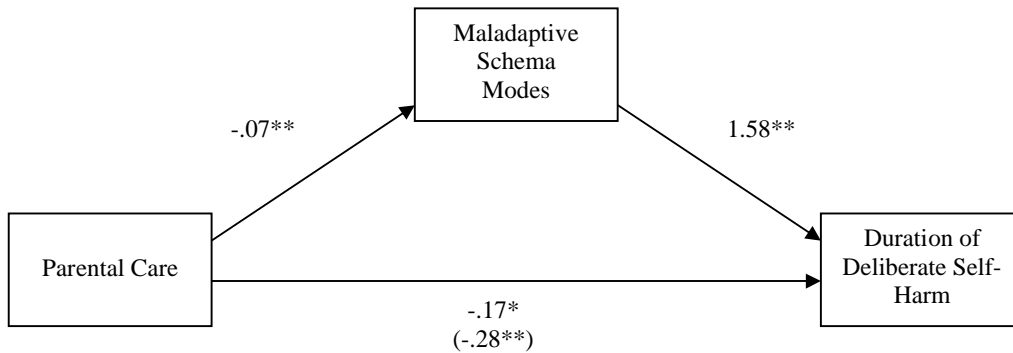 Maladaptive
Schema
Modes
-.07**
1.58**
Parental Care
Duration of
Deliberate Self-
Harm
-.17*
(-.28**)